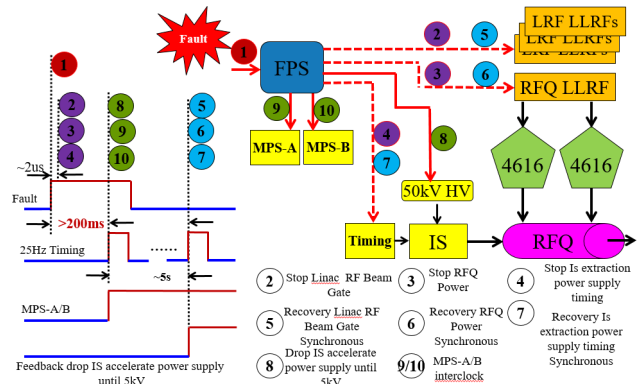 Fault
1
FPS
2
5
LRF LLRFs
LRF LLRFs
3
6
RFQ LLRF
1
2
3
4
8
9
10
5
6
7
9
10
MPS-A
MPS-B
4
7
8
4616
4616
~2us
Fault
>200ms
50kV HV
Timing
IS
RFQ
25Hz Timing
......
~5s
MPS-A/B
Feedback drop IS accelerate power supply
until 5kV
2
Stop Linac RF Beam
Gate
3
Stop RFQ
Power
4
Stop Is extraction
power supply
timing
5
Recovery Linac RF
Beam Gate
Synchronous
6
Recovery RFQ
Power
Synchronous
7
Recovery Is
extraction power
supply timing
Synchronous
8
Drop IS accelerate
power supply until
5kV
9/10
MPS-A/B
interclock